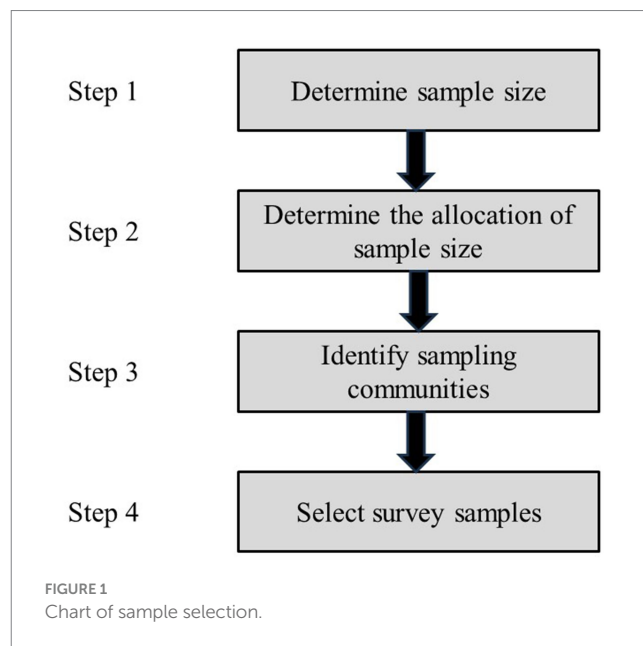 Step 1
Determine sample size
Step 2
Determine the allocation of
sample size
Step 3
Identify sampling
communities
Step 4
Select survey samples
FIGURE 1
Chart of sample selection.